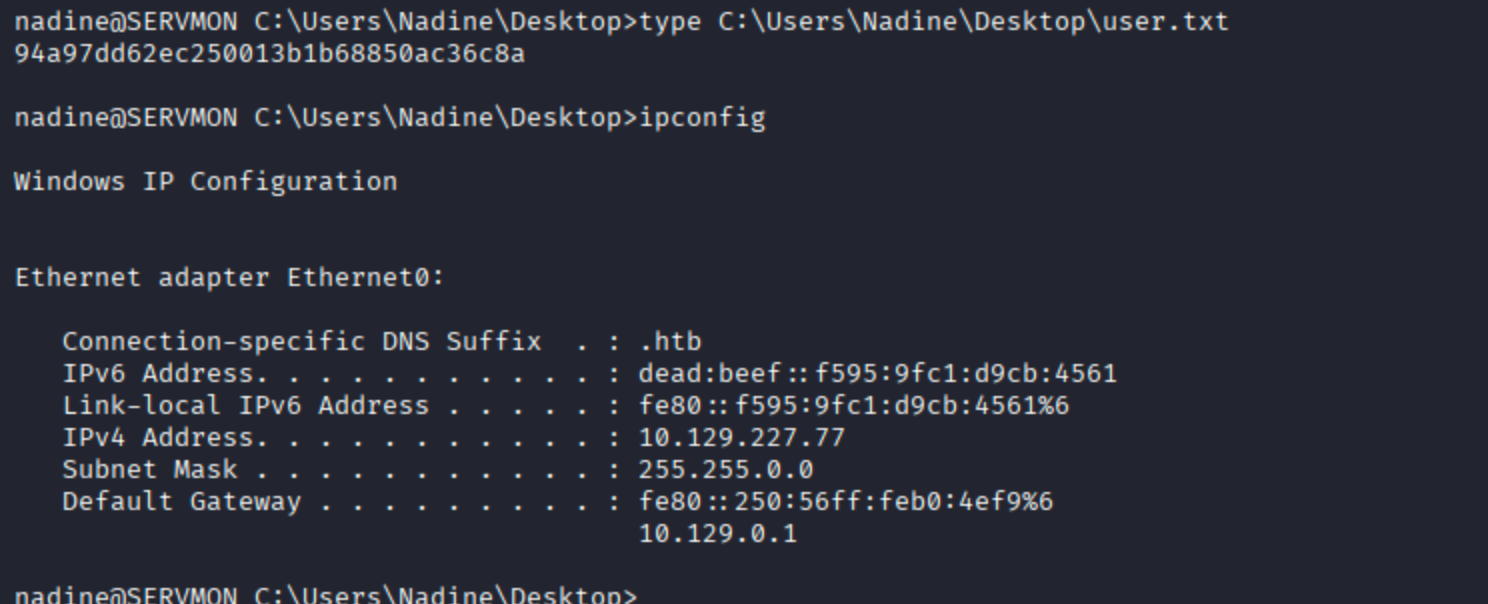 nadine@SERVMON C:\Users\Nadine\Desktop>type C:\Users\Nadine\Desktop\user.txt
94a97dd62ec250013b1b68850ac36c8a
nadine@SERVMON C:\Users\Nadine\Desktop>ipconfig
Windows IP Configuration
Ethernet adapter Ethernet0:
   Connection-specific DNS Suffix  . : .htb
   IPv6 Address. . . . . . . . . . . : dead:beef::f595:9fc1:d9cb:4561
   Link-local IPv6 Address . . . . . : fe80::f595:9fc1:d9cb:4561%6
   IPv4 Address. . . . . . . . . . . : 10.129.227.77
   Subnet Mask . . . . . . . . . . . : 255.255.0.0
   Default Gateway . . . . . . . . . : fe80::250:56ff:feb0:4ef9%6
                                       10.129.0.1
nadine@SERVMON C:\Users\Nadine\Desktop>